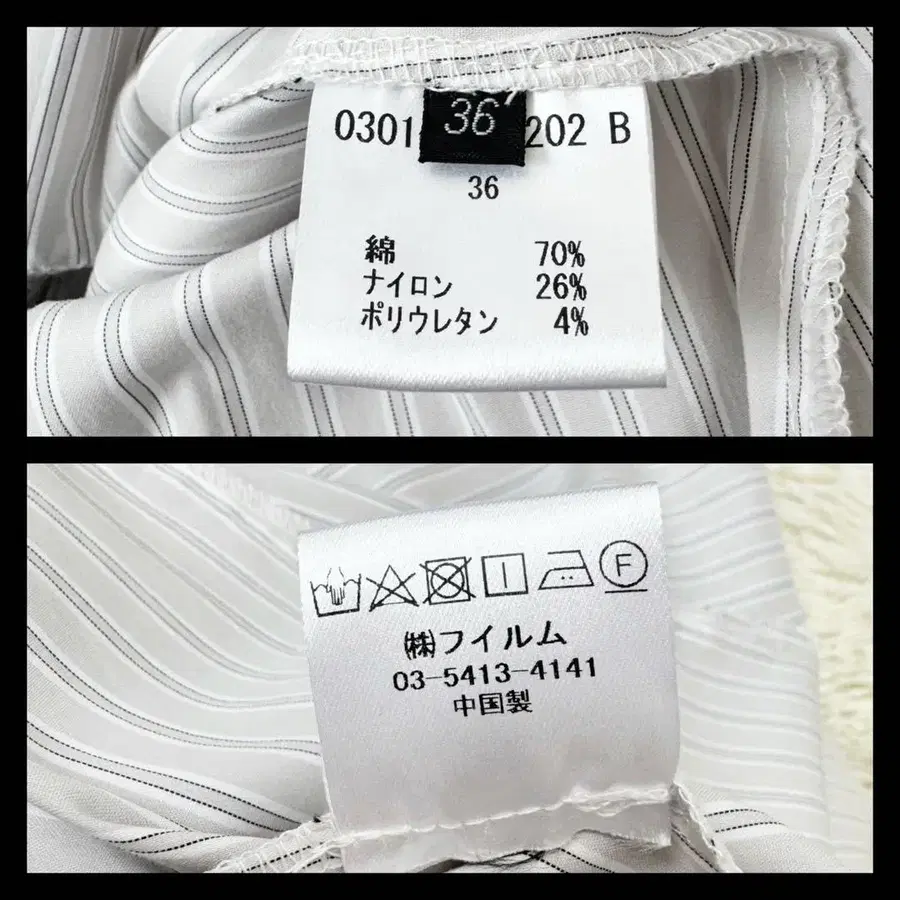 0301 36 202 B
36
綿 70%
ナイロン 26%
ポリウレタン 4%
F
㈱フイルム
03-5413-4141
中国製